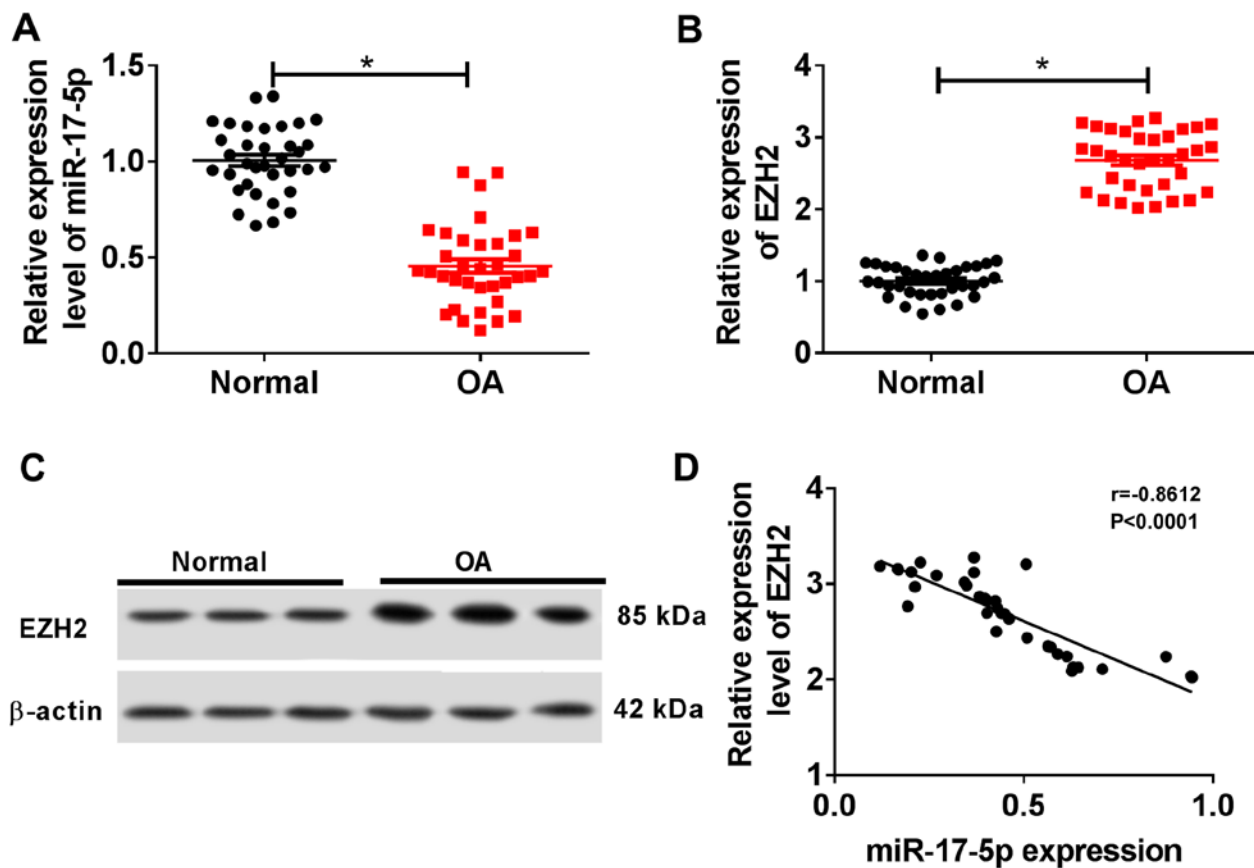 A
Relative expression
level of miR-17-5p
1.5
1.0
0.5
0.0
*
Normal
OA
B
Relative expression
of EZH2
4
3
2
1
0
*
Normal
OA
C
Normal
OA
EZH2
85 kDa
β-actin
42 kDa
D
Relative expression
level of EZH2
4
3
2
1
r=-0.8612
P<0.0001
0.0
0.5
1.0
miR-17-5p expression